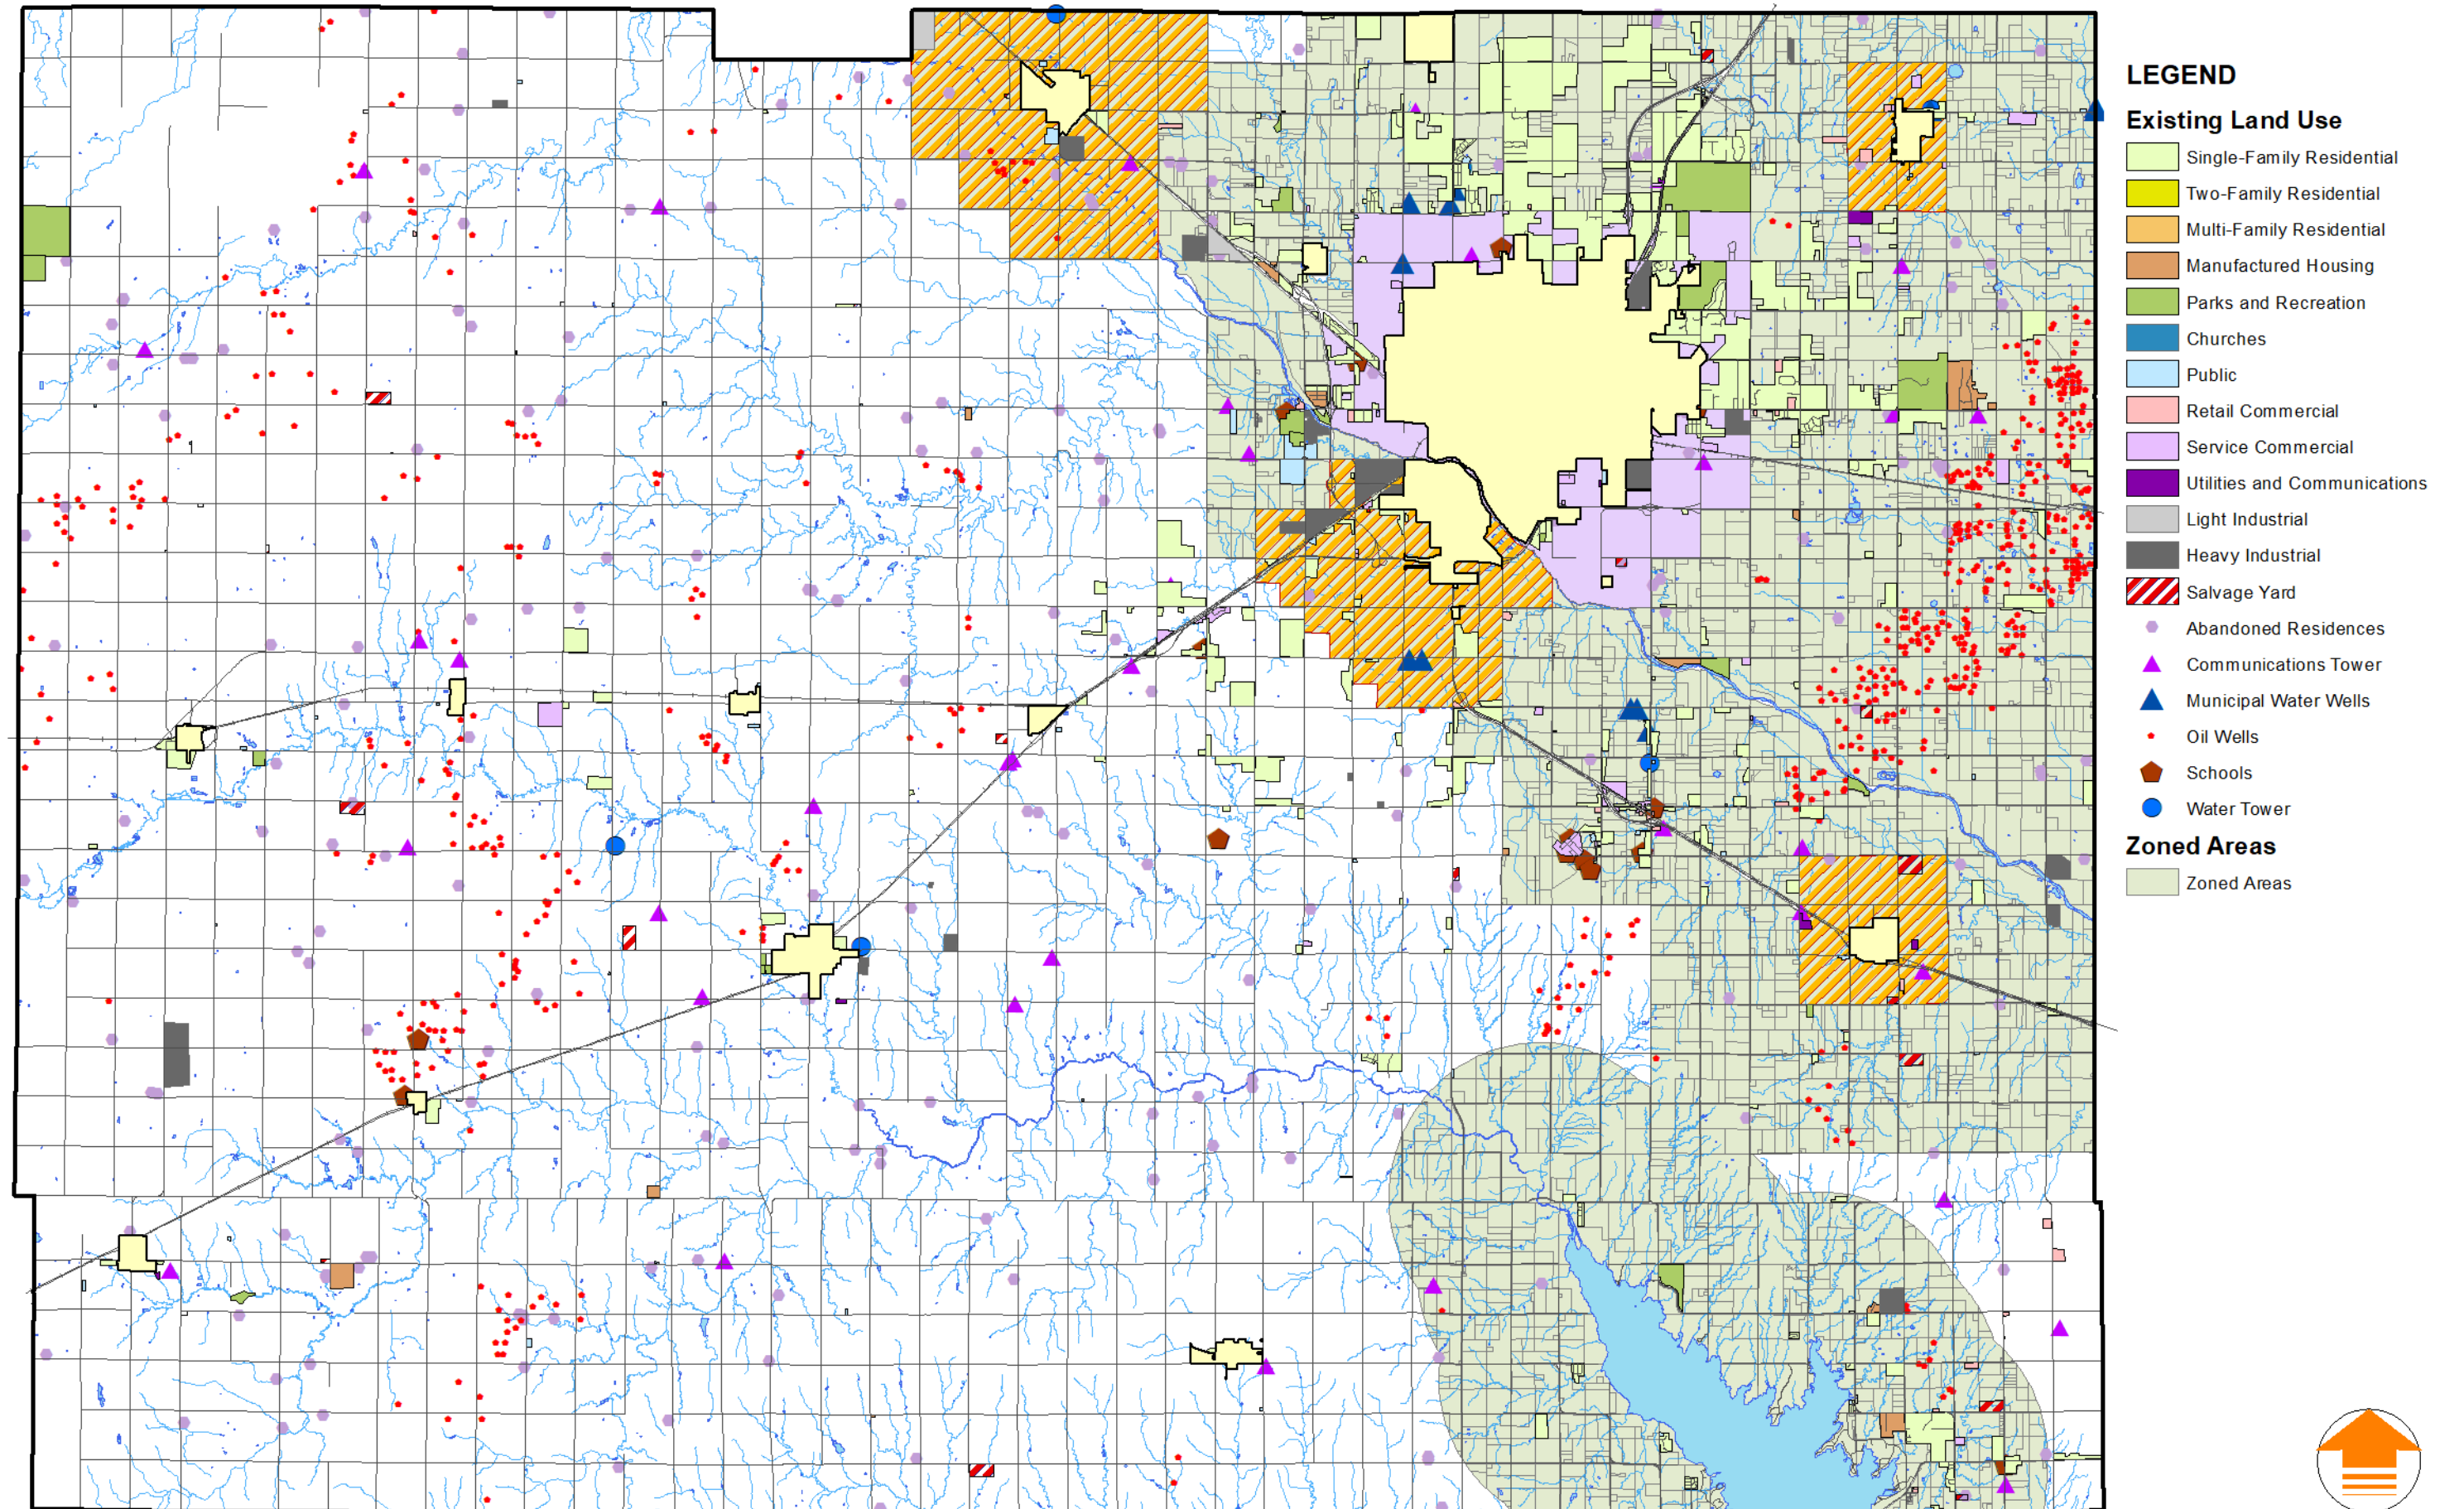 LEGEND
Existing Land Use
Single-Family Residential
Two-Family Residential
Multi-Family Residential
Manufactured Housing
Parks and Recreation
Churches
Public
Retail Commercial
Service Commercial
Utilities and Communications
Light Industrial
Heavy Industrial
Salvage Yard
Abandoned Residences
Communications Tower
Municipal Water Wells
Oil Wells
Schools
Water Tower
Zoned Areas
Zoned Areas